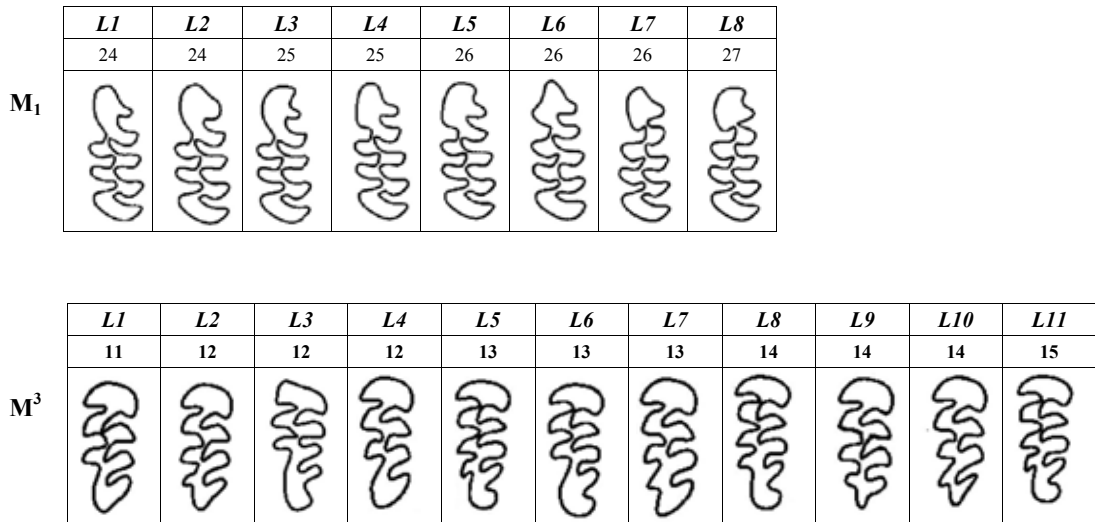 L1 L2 L3 L4 L5 L6 L7 L8
24 24 25 25 26 26 26 27
M₁
L1 L2 L3 L4 L5 L6 L7 L8 L9 L10 L11
11 12 12 12 13 13 13 14 14 14 15
M³